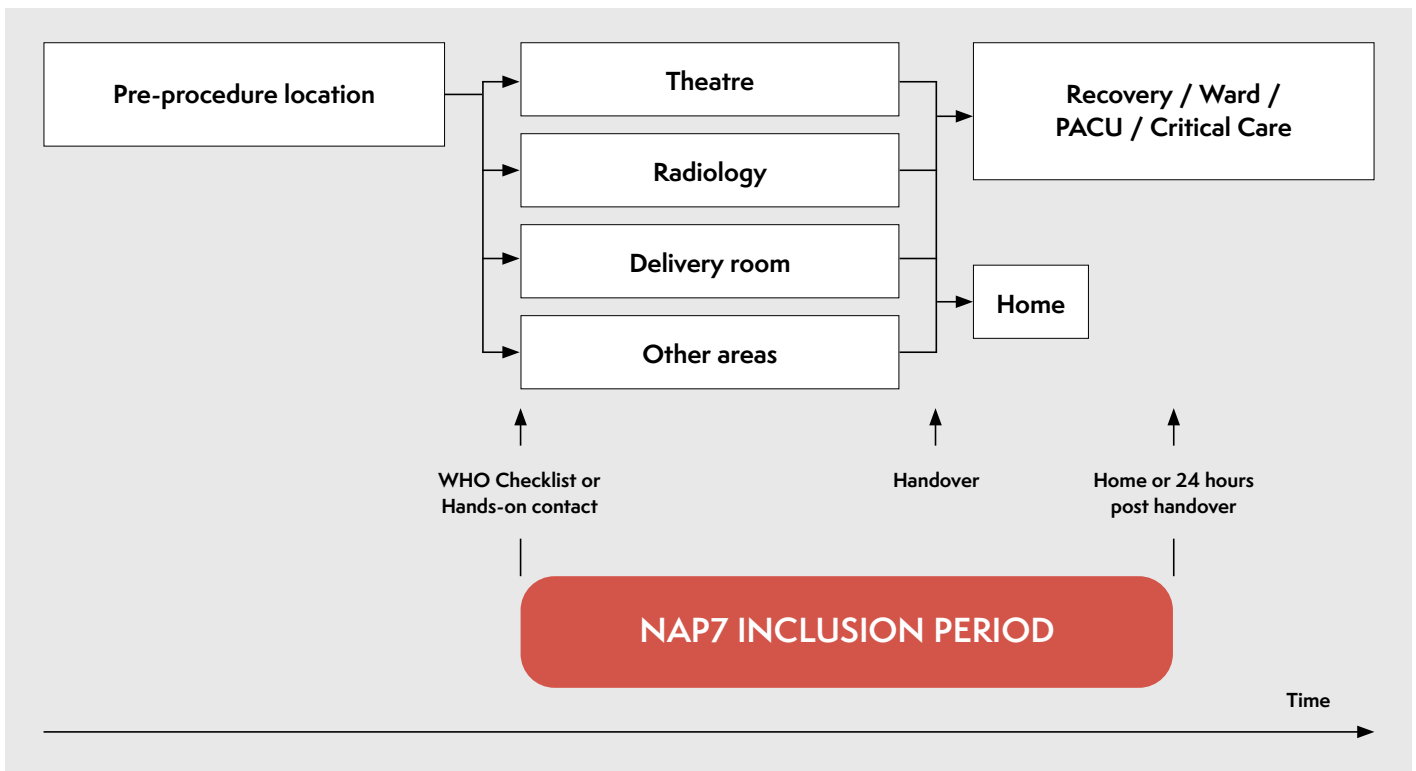 Pre-procedure location
Theatre
Radiology
Delivery room
Other areas
Recovery / Ward /
PACU / Critical Care
Home
WHO Checklist or
Hands-on contact
Handover
Home or 24 hours
post handover
NAP7 INCLUSION PERIOD
Time